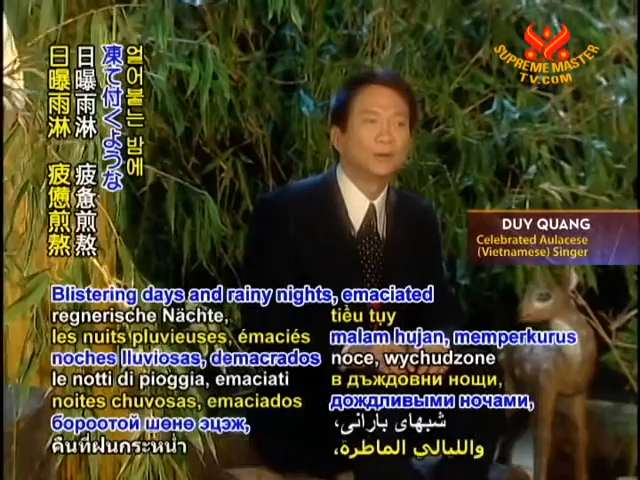 SUPREME MASTER
TV.COM
얼어붙는 밤에
凍て付くような
日曝雨淋 疲惫煎熬
日曝雨淋 疲憊煎熬
DUY QUANG
Celebrated Aulacese
(Vietnamese) Singer
Blistering days and rainy nights, emaciated
regnerische Nächte,
tiều tụy
les nuits pluvieuses, émaciés
malam hujan, memperkurus
noches lluviosas, demacrados
noce, wychudzone
le notti di pioggia, emaciati
в дъждовни нощи,
noites chuvosas, emaciados
дождливыми ночами,
бороотой шөнө эцэж,
شبهای بارانی،
คืนที่ฝนกระหน่ำ
والليالي الماطرة،